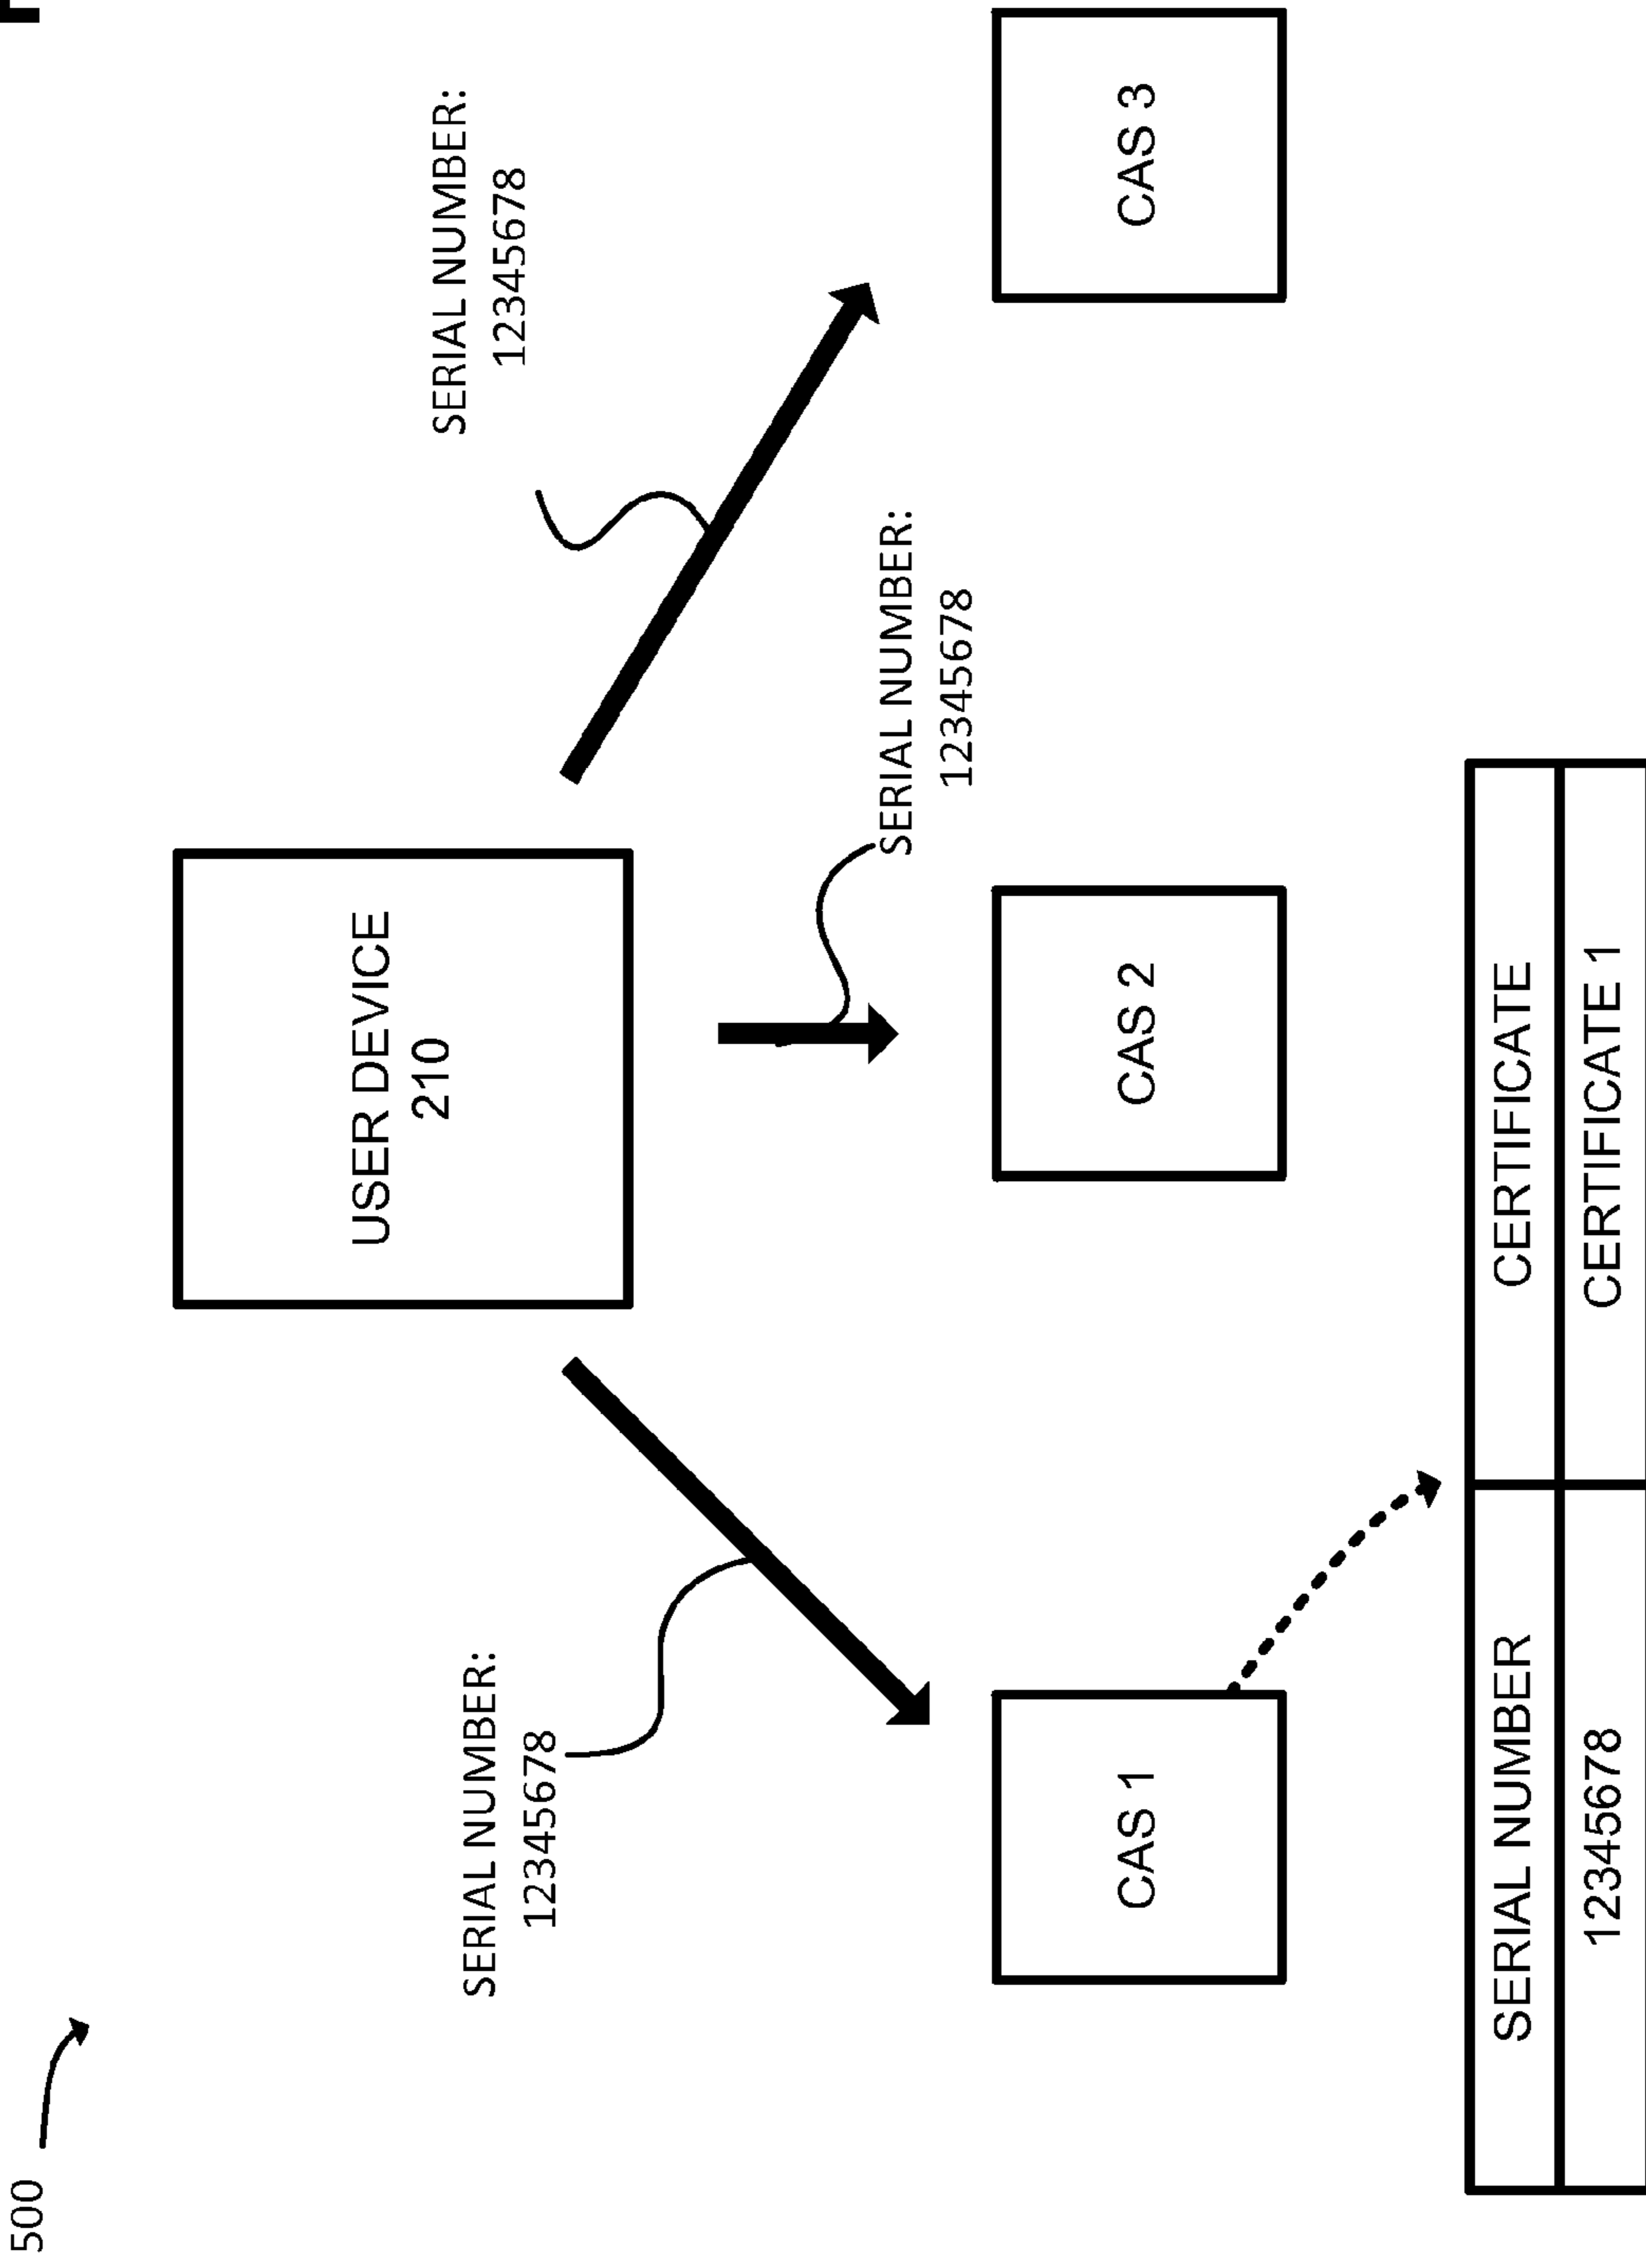 500
USER DEVICE
210
SERIAL NUMBER:
12345678
SERIAL NUMBER:
12345678
SERIAL NUMBER:
12345678
CAS 1
CAS 2
CAS 3
SERIAL NUMBER
CERTIFICATE
12345678
CERTIFICATE 1